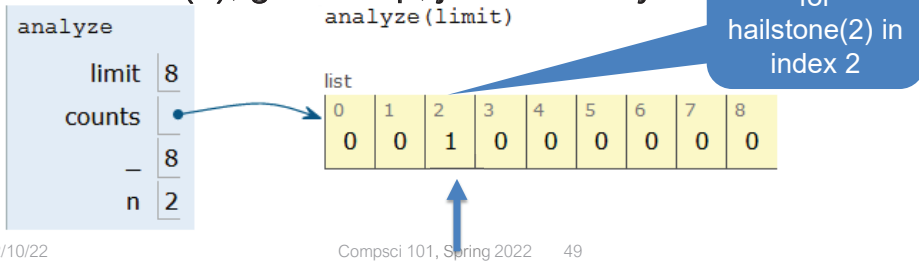 analyze
limit 8
counts
_ 8
n 2
analyze(limit)
list
0 1 2 3 4 5 6 7 8
0 0 1 0 0 0 0 0 0
hailstone(2) in
index 2
/10/22
Compsci 101, Spring 2022 49